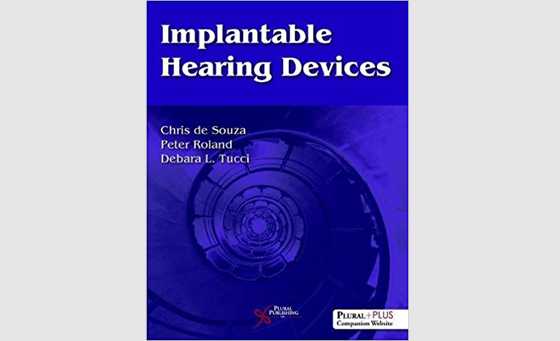 Implantable
Hearing Devices
Chris de Souza
Peter Roland
Debara L. Tucci
PLURAL
PUBLISHING
PLURAL+PLUS
Companion Website